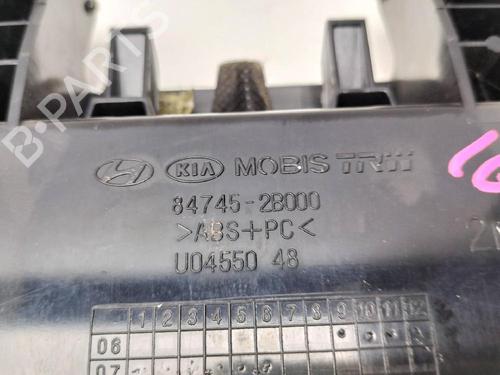 B-PARTS
KIA MOBIS TRW
84745-2B000
>ABS+PC<
U04550 48
1 2 3 4 5 6 7 8 9 10 11 12
06
07